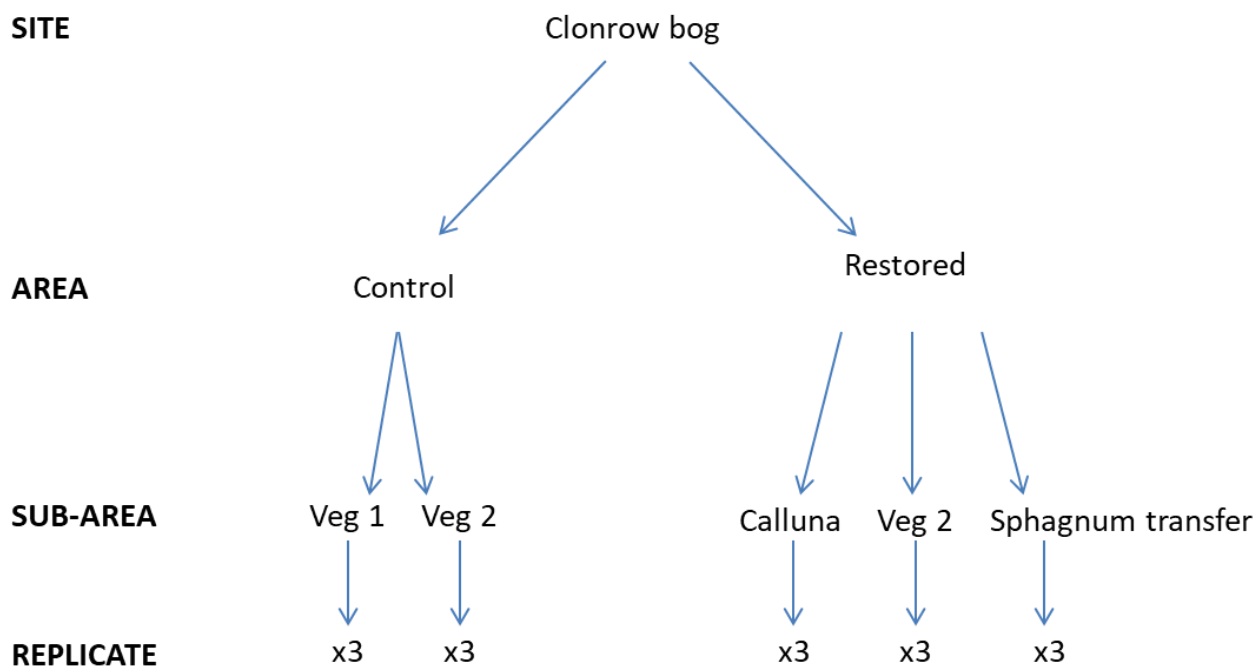 SITE Clonrow bog
AREA Control Restored
SUB-AREA Veg 1 Veg 2 Calluna Veg 2 Sphagnum transfer
REPLICATE x3 x3 x3 x3 x3